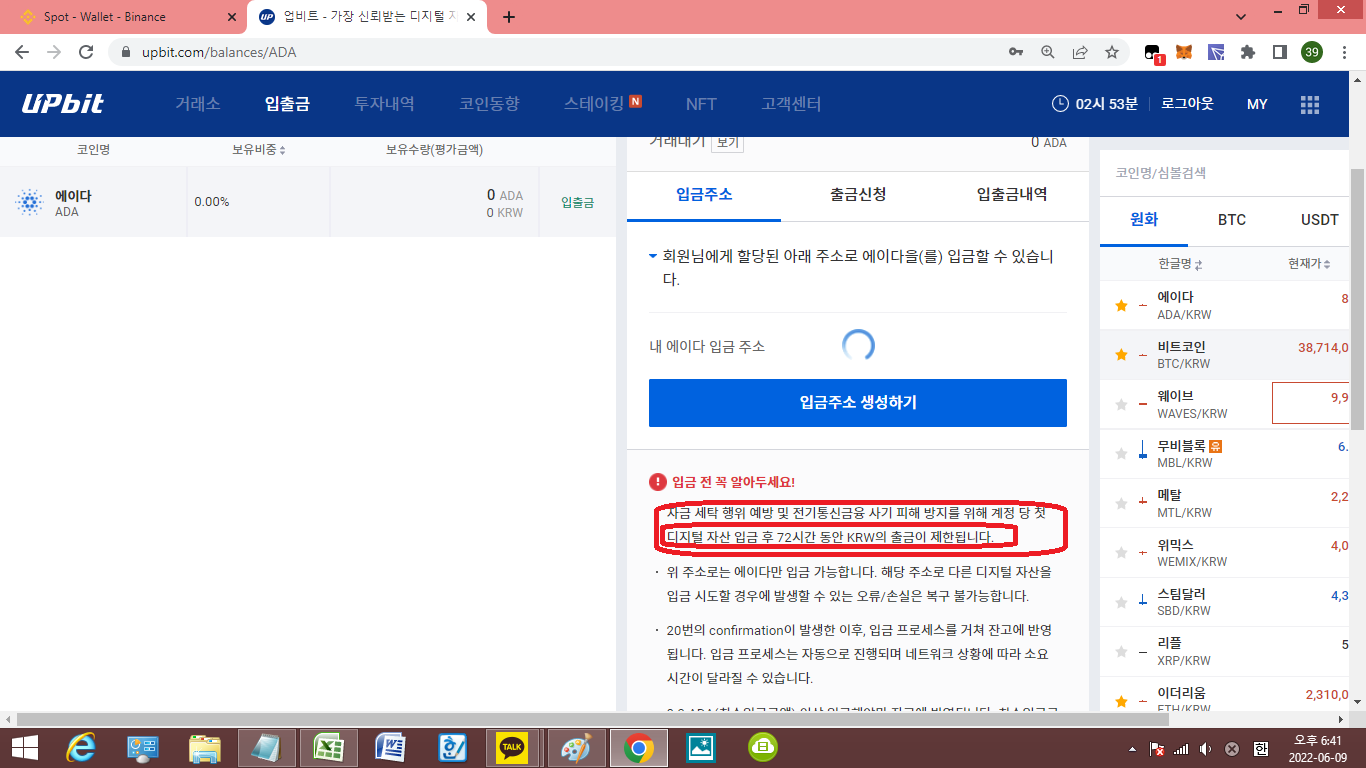 Spot - Wallet - Binance
업비트 - 가장 신뢰받는 디지털 자
upbit.com/balances/ADA
1
39
UPbit
거래소
입출금
투자내역
코인동향
스테이킹 N
NFT
고객센터
02시 53분
로그아웃
MY
코인명
보유비중
보유수량(평가금액)
에이다
ADA
0.00%
0 ADA
0 KRW
입출금
거래대기 보기
0 ADA
입금주소
출금신청
입출금내역
회원님에게 할당된 아래 주소로 에이다을(를) 입금할 수 있습니
다.
내 에이다 입금 주소
입금주소 생성하기
! 입금 전 꼭 알아두세요!
자금 세탁 행위 예방 및 전기통신금융 사기 피해 방지를 위해 계정 당 첫
디지털 자산 입금 후 72시간 동안 KRW의 출금이 제한됩니다.
· 위 주소로는 에이다만 입금 가능합니다. 해당 주소로 다른 디지털 자산을
입금 시도할 경우에 발생할 수 있는 오류/손실은 복구 불가능합니다.
· 20번의 confirmation이 발생한 이후, 입금 프로세스를 거쳐 잔고에 반영
됩니다. 입금 프로세스는 자동으로 진행되며 네트워크 상황에 따라 소요
시간이 달라질 수 있습니다.
코인명/심볼검색
원화
BTC
USDT
한글명
현재가
에이다
ADA/KRW
8
비트코인
BTC/KRW
38,714,0
웨이브
WAVES/KRW
9,9
무비블록 유
MBL/KRW
6.
메탈
MTL/KRW
2,2
위믹스
WEMIX/KRW
4,0
스팀달러
SBD/KRW
4,3
리플
XRP/KRW
5
이더리움
ETH/KRW
2,310,0
TALK
한
오후 6:41
2022-06-09